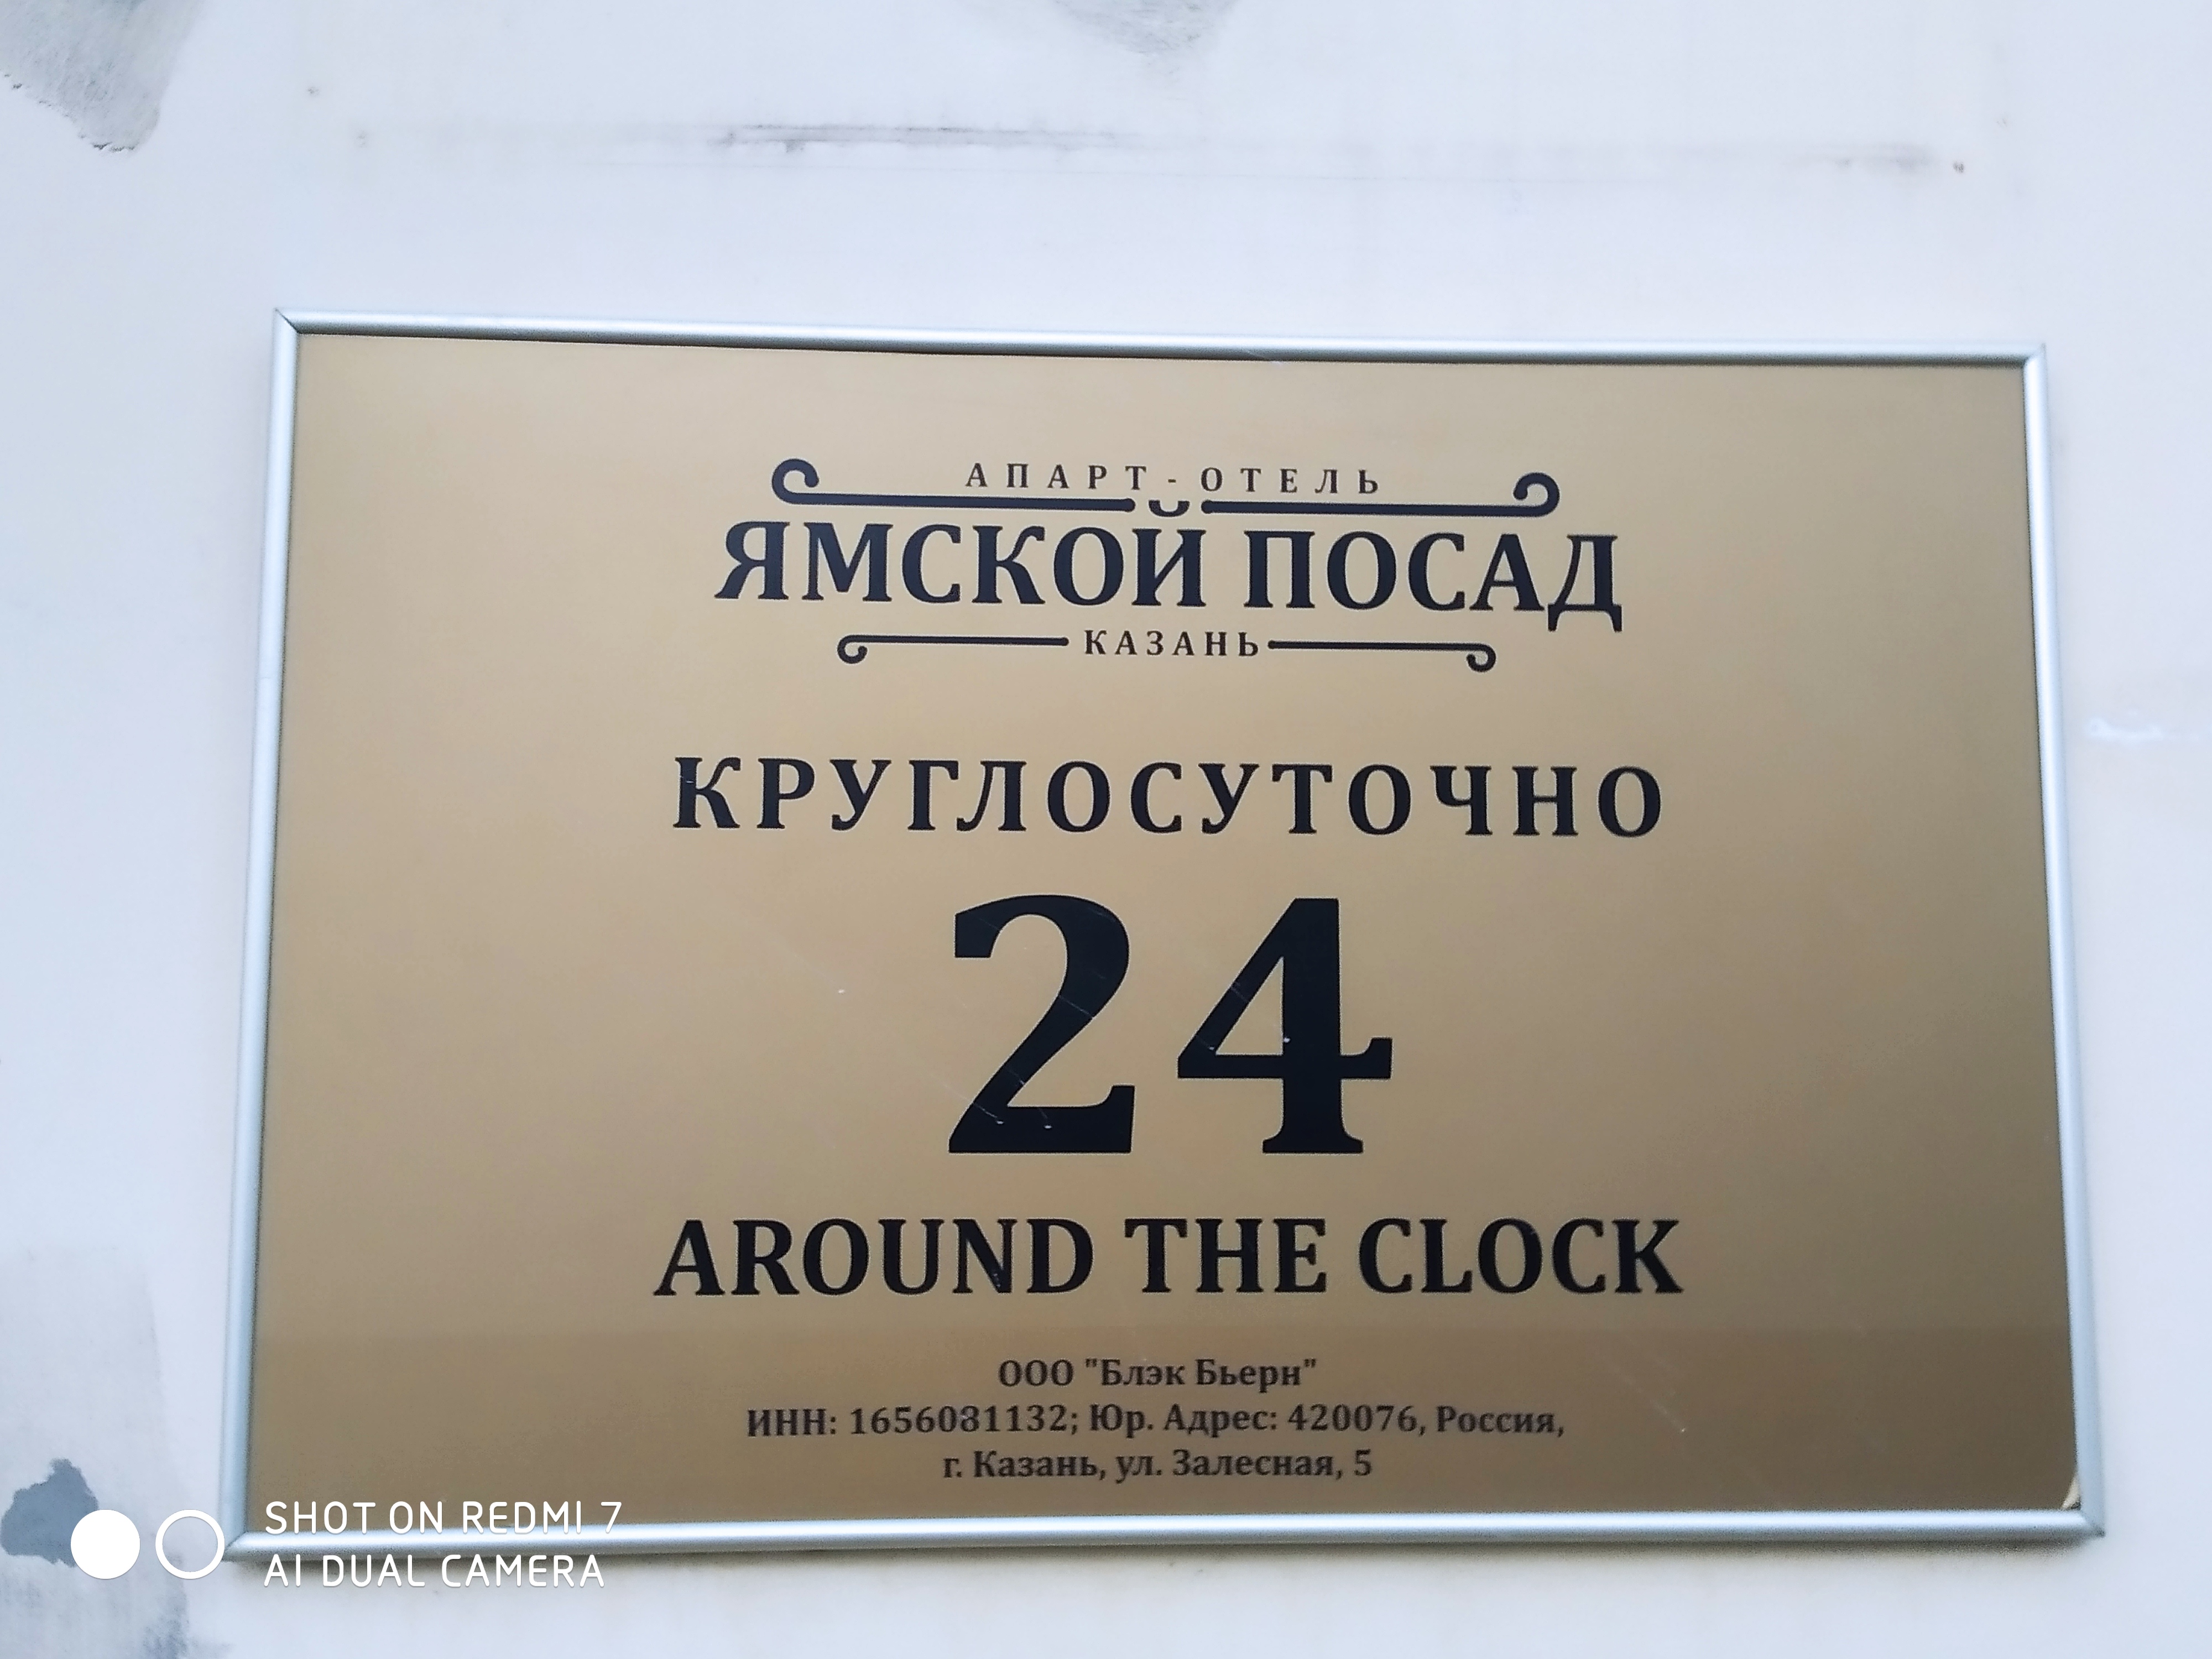 АПАРТ-ОТЕЛЬ
ЯМСКОЙ ПОСАД
КАЗАНЬ
КРУГЛОСУТОЧНО
24
AROUND THE CLOCK
ООО "Блэк Бьерн"
ИНН: 1656081132; Юр. Адрес: 420076, Россия,
г. Казань, ул. Залесная, 5
SHOT ON REDMI 7
AI DUAL CAMERA